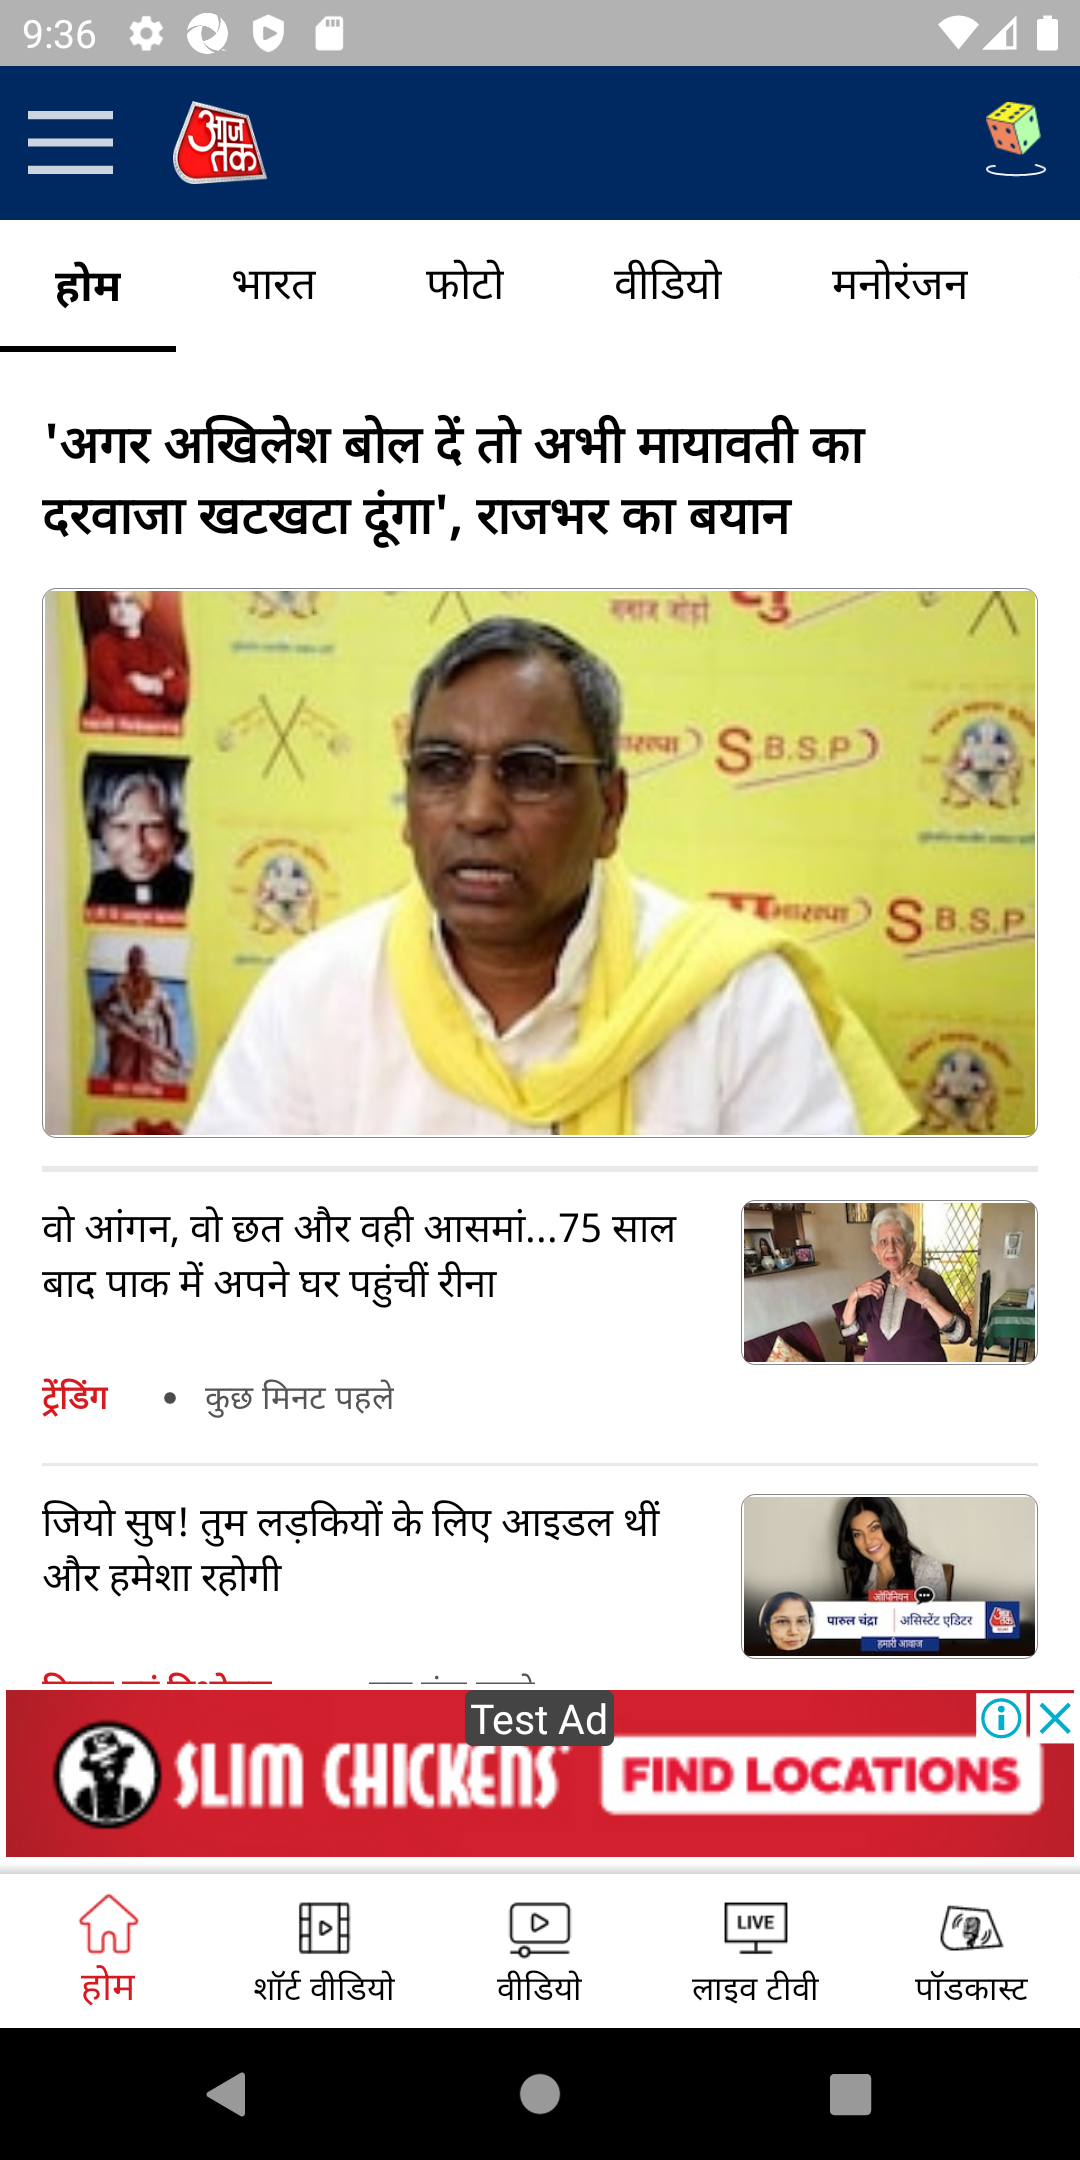 9:36
आज
तक
होम भारत फोटो वीडियो मनोरंजन
'अगर अखिलेश बोल दें तो अभी मायावती का
दरवाजा खटखटा दूंगा', राजभर का बयान
समाज जोड़ो
S.B.S.P
S.B.S.P
वो आंगन, वो छत और वही आसमां...75 साल
बाद पाक में अपने घर पहुंचीं रीना
ट्रेंडिंग • कुछ मिनट पहले
जियो सुष! तुम लड़कियों के लिए आइडल थीं
और हमेशा रहोगी
ओपिनियन
पारुल चंद्रा असिस्टेंट एडिटर
हमारी आवाज
Test Ad
SLIM CHICKENS FIND LOCATIONS
LIVE
होम शॉर्ट वीडियो वीडियो लाइव टीवी पॉडकास्ट